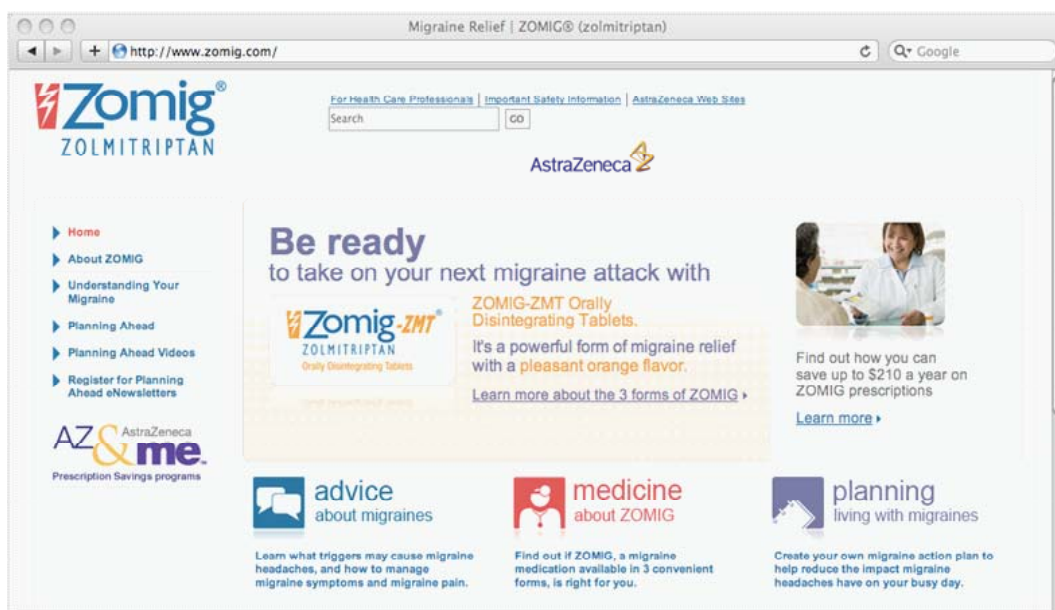 Migraine Relief | ZOMIG® (zolmitriptan)
http://www.zomig.com/
Google
Zomig®
ZOLMITRIPTAN
For Health Care Professionals | Important Safety Information | AstraZeneca Web Sites
Search GO
AstraZeneca
Home
About ZOMIG
Understanding Your
Migraine
Planning Ahead
Planning Ahead Videos
Register for Planning
Ahead eNewsletters
AZ&me™
AstraZeneca
Prescription Savings programs
Be ready
to take on your next migraine attack with
Zomig-ZMT®
ZOLMITRIPTAN
Orally Disintegrating Tablets
ZOMIG-ZMT Orally
Disintegrating Tablets.
It's a powerful form of migraine relief
with a pleasant orange flavor.
Learn more about the 3 forms of ZOMIG
Find out how you can
save up to $210 a year on
ZOMIG prescriptions
Learn more
advice
about migraines
Learn what triggers may cause migraine
headaches, and how to manage
migraine symptoms and migraine pain.
medicine
about ZOMIG
Find out if ZOMIG, a migraine
medication available in 3 convenient
forms, is right for you.
planning
living with migraines
Create your own migraine action plan to
help reduce the impact migraine
headaches have on your busy day.